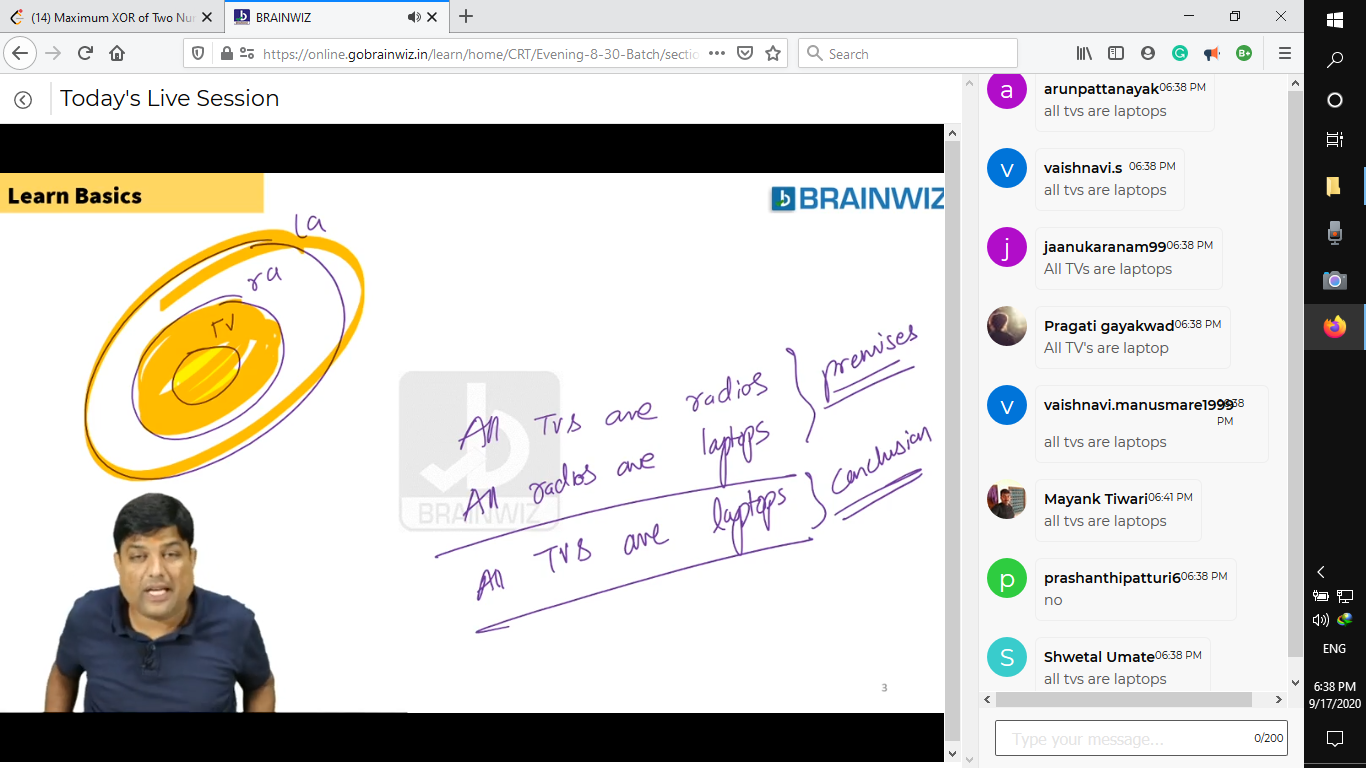 (14) Maximum XOR of Two Nu
BRAINWIZ
https://online.gobrainwiz.in/learn/home/CRT/Evening-8-30-Batch/sectio
Search
Today's Live Session
Learn Basics
BRAINWIZ
la
ra
TV
All TVs are radios
All radios are laptops
premises
All TVs are laptops
conclusion
BRAINWIZ
3
a
arunpattanayak 06:38 PM
all tvs are laptops
v
vaishnavi.s 06:38 PM
all tvs are laptops
j
jaanukaranam99 06:38 PM
All TVs are laptops
Pragati gayakwad 06:38 PM
All TV's are laptop
v
vaishnavi.manusmare1999 06:38 PM
all tvs are laptops
Mayank Tiwari 06:41 PM
all tvs are laptops
p
prashanthipatturi6 06:38 PM
no
S
Shwetal Umate 06:38 PM
all tvs are laptops
Type your message...
0/200
ENG
6:38 PM
9/17/2020